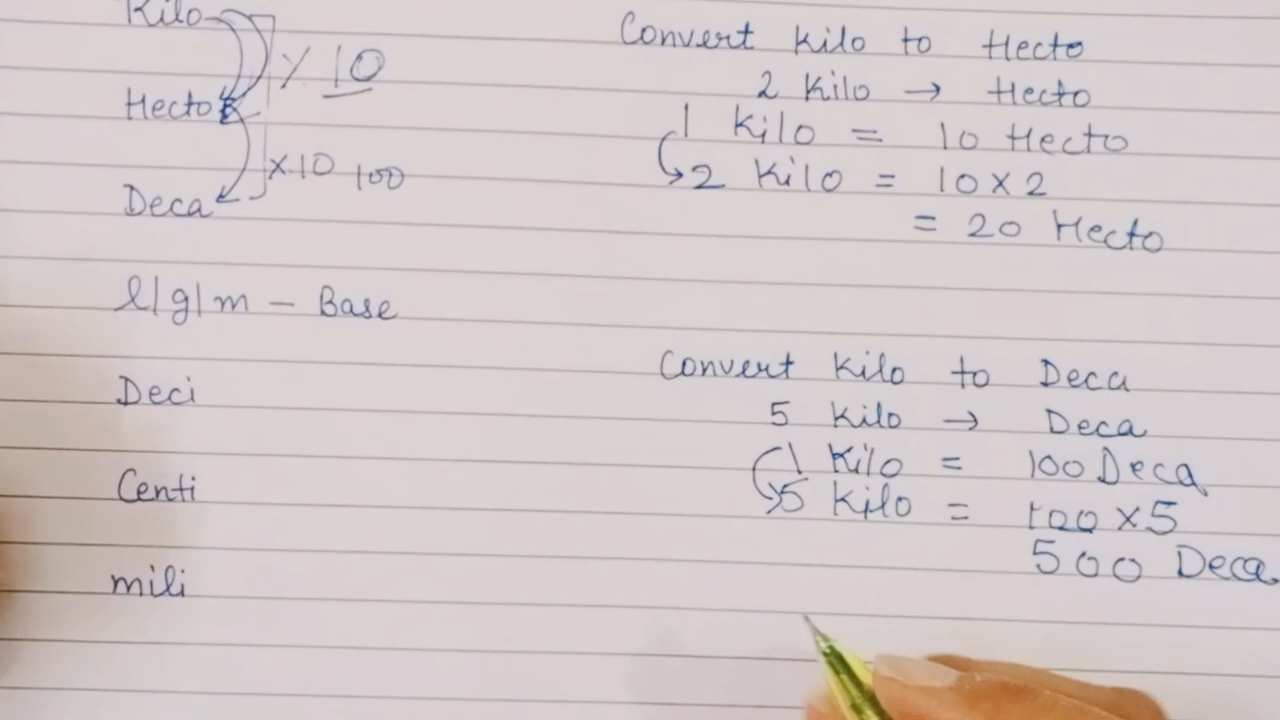 Kilo
x 10
Hecto
x10 100
Deca
l/g/m - Base
Deci
Centi
mili
Convert Kilo to Hecto
2 Kilo → Hecto
1 Kilo = 10 Hecto
2 Kilo = 10 x 2
= 20 Hecto
Convert Kilo to Deca
5 Kilo → Deca
1 Kilo = 100 Deca
5 Kilo = 100 x 5
500 Deca